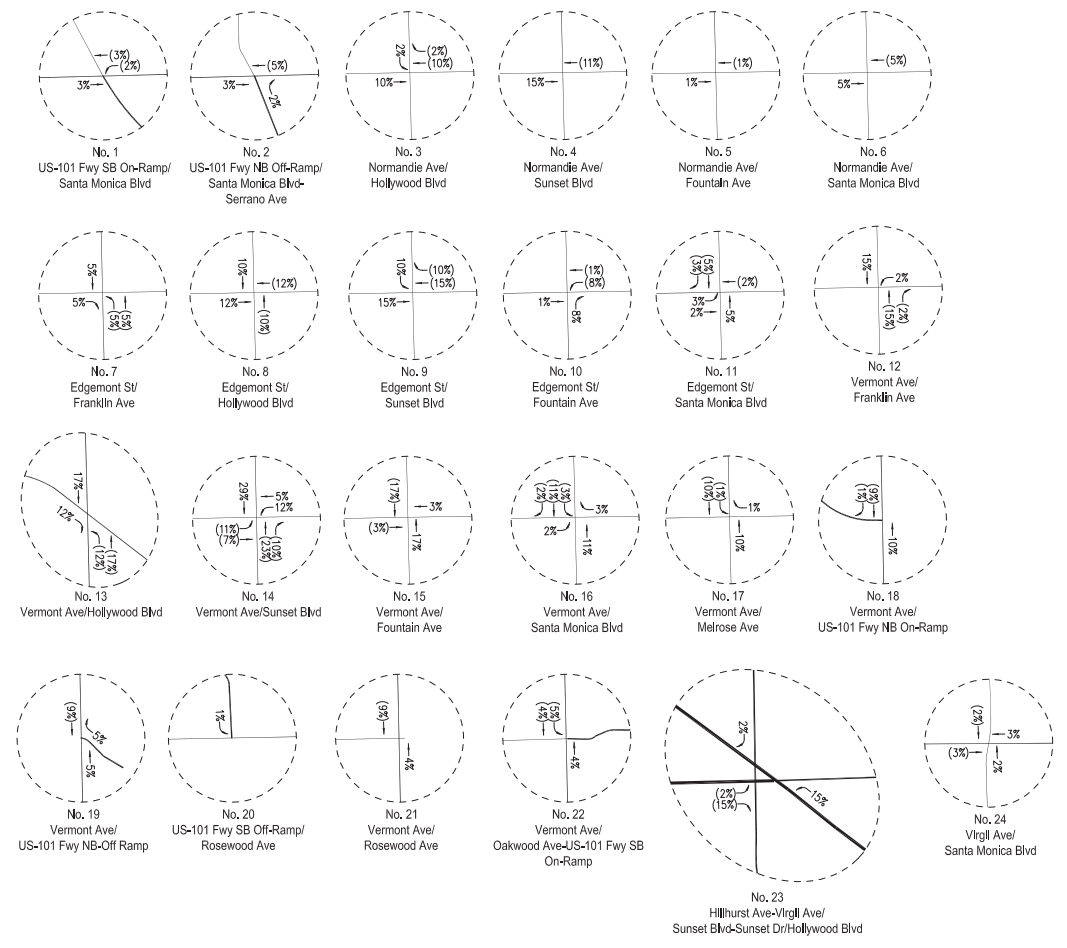 (3%)
(2%)
3%
No. 1
US-101 Fwy SB On-Ramp/
Santa Monica Blvd
(5%)
3%
2%
No. 2
US-101 Fwy NB Off-Ramp/
Santa Monica Blvd-
Serrano Ave
2%
(2%)
(10%)
10%
No. 3
Normandie Ave/
Hollywood Blvd
(11%)
15%
No. 4
Normandie Ave/
Sunset Blvd
(1%)
1%
No. 5
Normandie Ave/
Fountain Ave
(5%)
5%
No. 6
Normandie Ave/
Santa Monica Blvd
5%
5%
(5%)
(5%)
No. 7
Edgemont St/
Franklin Ave
10%
(12%)
12%
(10%)
No. 8
Edgemont St/
Hollywood Blvd
10%
(10%)
(15%)
15%
No. 9
Edgemont St/
Sunset Blvd
(1%)
(8%)
1%
8%
No. 10
Edgemont St/
Fountain Ave
(3%)
(5%)
(2%)
3%
2%
5%
No. 11
Edgemont St/
Santa Monica Blvd
15%
2%
(15%)
(2%)
No. 12
Vermont Ave/
Franklin Ave
17%
12%
(12%)
(17%)
No. 13
Vermont Ave/Hollywood Blvd
29%
5%
12%
(11%)
(7%)
(23%)
(10%)
No. 14
Vermont Ave/Sunset Blvd
(17%)
3%
(3%)
17%
No. 15
Vermont Ave/
Fountain Ave
(2%)
(11%)
(3%)
3%
2%
11%
No. 16
Vermont Ave/
Santa Monica Blvd
(10%)
(1%)
1%
10%
No. 17
Vermont Ave/
Melrose Ave
(1%)
(9%)
10%
No. 18
Vermont Ave/
US-101 Fwy NB On-Ramp
(9%)
5%
5%
No. 19
Vermont Ave/
US-101 Fwy NB-Off Ramp
1%
No. 20
US-101 Fwy SB Off-Ramp/
Rosewood Ave
(9%)
4%
No. 21
Vermont Ave/
Rosewood Ave
(4%)
(5%)
4%
No. 22
Vermont Ave/
Oakwood Ave-US-101 Fwy SB
On-Ramp
2%
(2%)
(15%)
15%
No. 23
Hillhurst Ave-Virgil Ave/
Sunset Blvd-Sunset Dr/Hollywood Blvd
(2%)
3%
(3%)
2%
No. 24
Virgil Ave/
Santa Monica Blvd